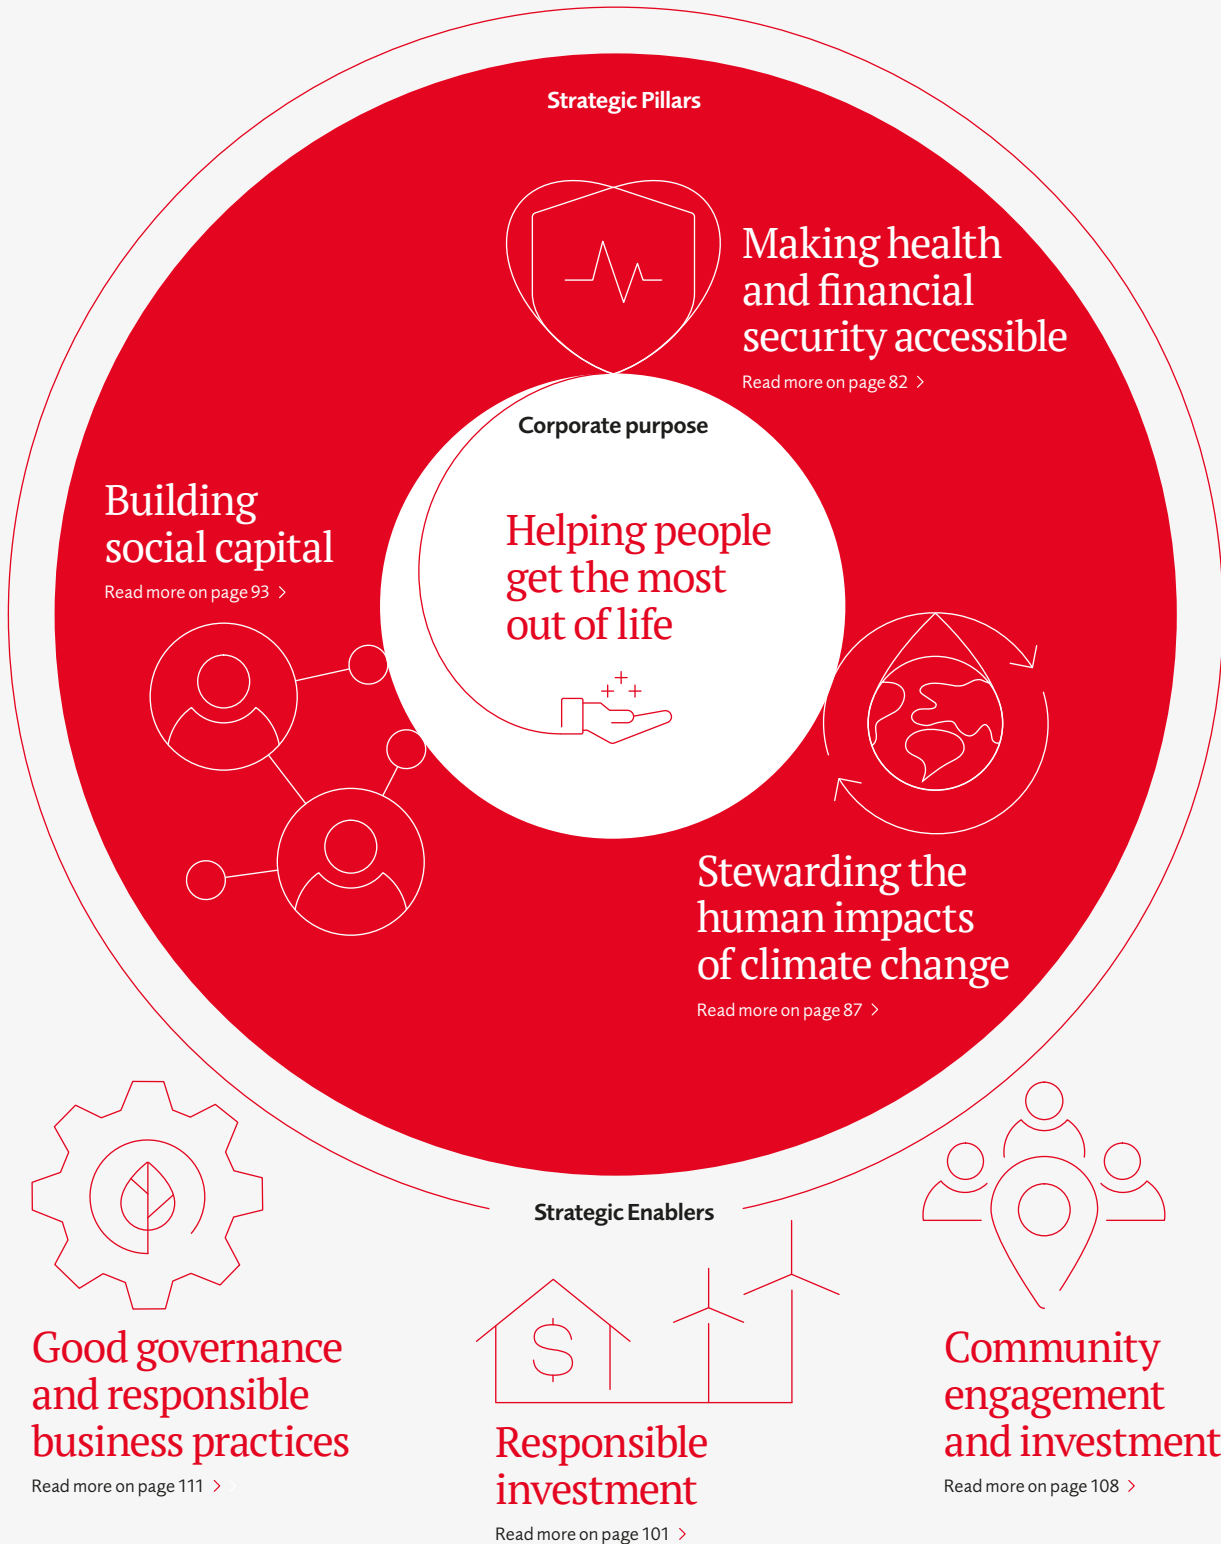 Strategic Pillars
Making health
and financial
security accessible
Read more on page 82 >
Corporate purpose
Helping people
get the most
out of life
Building
social capital
Read more on page 93 >
Stewarding the
human impacts
of climate change
Read more on page 87 >
Strategic Enablers
Good governance
and responsible
business practices
Read more on page 111 >
$
Responsible
investment
Read more on page 101 >
Community
engagement
and investment
Read more on page 108 >